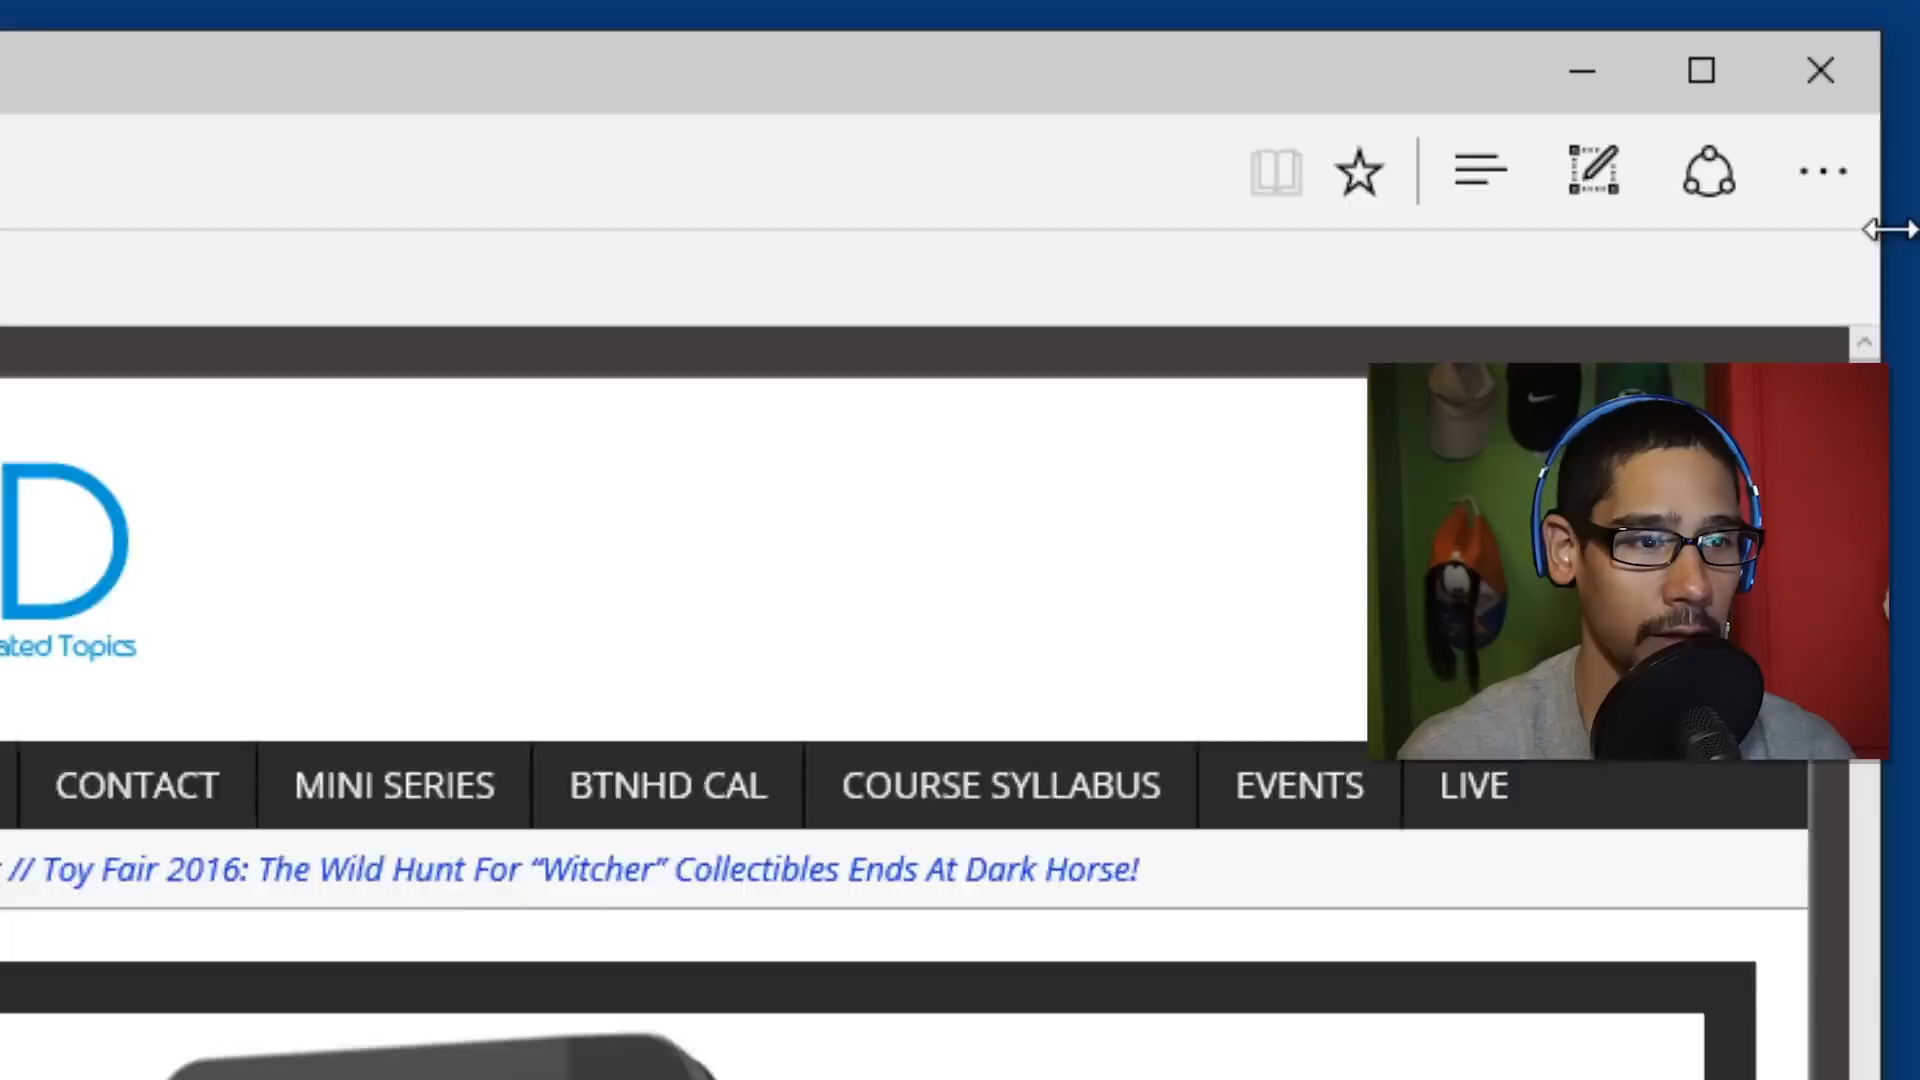 D
ated Topics
CONTACT MINI SERIES BTNHD CAL COURSE SYLLABUS EVENTS LIVE
// Toy Fair 2016: The Wild Hunt For “Witcher” Collectibles Ends At Dark Horse!